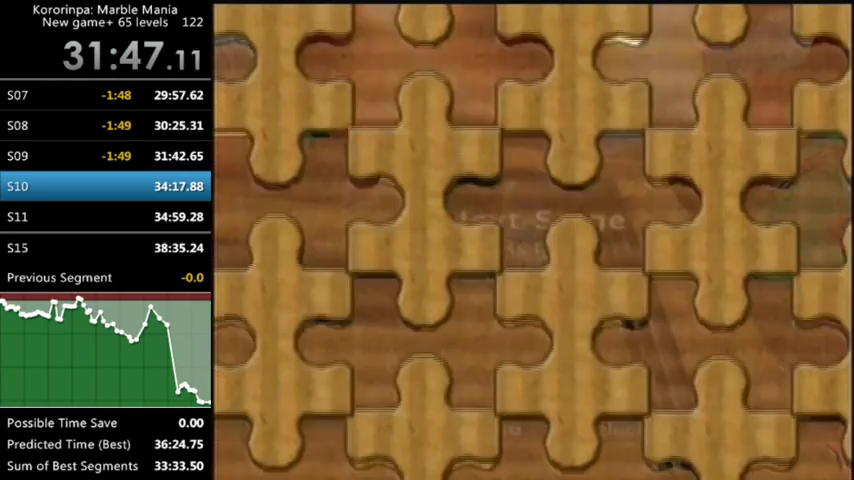 Kororinpa: Marble Mania
New game+ 65 levels 122
31:47.11
S07 -1:48 29:57.62
S08 -1:49 30:25.31
S09 -1:49 31:42.65
S10 34:17.88
S11 34:59.28
S15 38:35.24
Previous Segment -0.0
Possible Time Save 0.00
Predicted Time (Best) 36:24.75
Sum of Best Segments 33:33.50